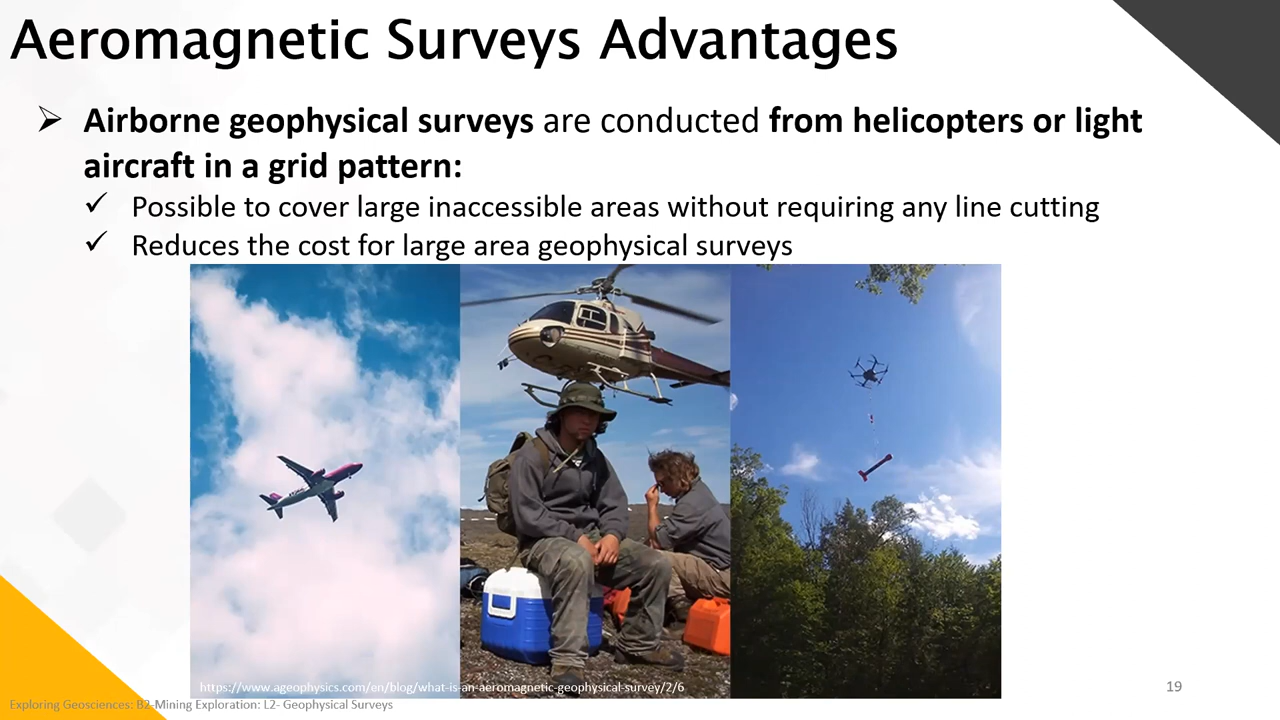 Aeromagnetic Surveys Advantages
Airborne geophysical surveys are conducted from helicopters or light
aircraft in a grid pattern:
Possible to cover large inaccessible areas without requiring any line cutting
Reduces the cost for large area geophysical surveys
https://www.ageophysics.com/en/blog/what-is-an-aeromagnetic-geophysical-survey/2/6
19
Exploring Geosciences: B2-Mining Exploration: L2- Geophysical Surveys